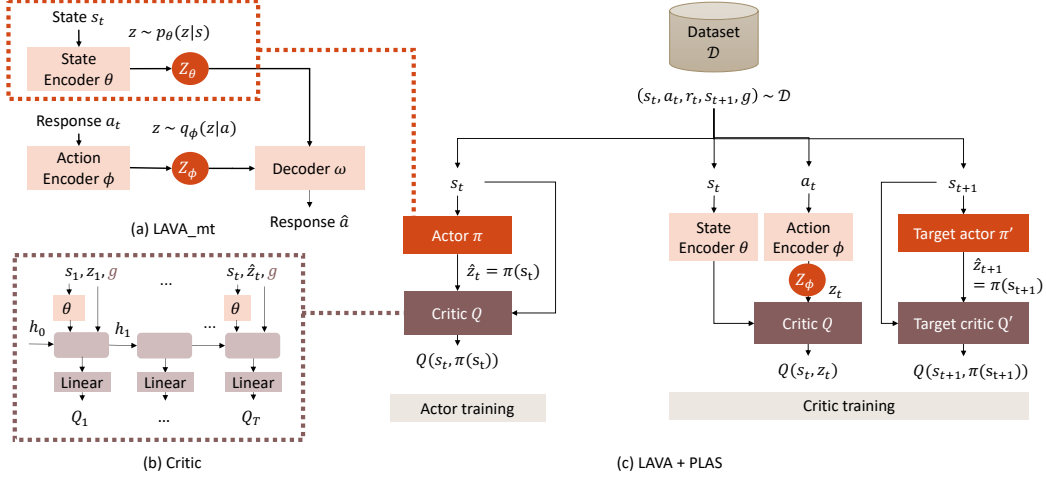 State s_t
z ~ p_θ(z|s)
State
Encoder θ
Z_θ
Response a_t
z ~ q_ϕ(z|a)
Action
Encoder ϕ
Z_ϕ
Decoder ω
Response â
(a) LAVA_mt
s_1, z_1, g
...
s_t, ẑ_t, g
θ
θ
...
h_0
h_1
Linear
Linear
Linear
Q_1
...
Q_T
(b) Critic
Dataset
𝒟
(s_t, a_t, r_t, s_{t+1}, g) ~ 𝒟
s_t
Actor π
ẑ_t = π(s_t)
Critic Q
Q(s_t, π(s_t))
Actor training
s_t
a_t
s_{t+1}
State
Encoder θ
Action
Encoder ϕ
Target actor π′
Z_ϕ
z_t
ẑ_{t+1}
= π(s_{t+1})
Critic Q
Target critic Q′
Q(s_t, z_t)
Q(s_{t+1}, π(s_{t+1}))
Critic training
(c) LAVA + PLAS